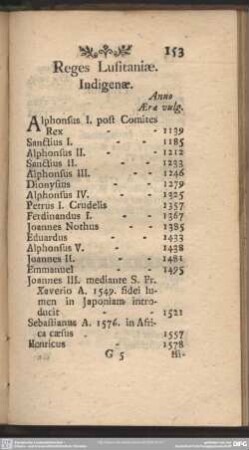 153
Reges Lusitaniæ.
Indigenæ.
Anno
Æræ vulg.
Alphonsus I. post Comites
Rex - - 1139
Sanctius I. - - 1185
Alphonsus II. - - 1212
Sanctius II. - - 1233
Alphonsus III. - - 1246
Dionysius - - 1279
Alphonsus IV. - - 1325
Petrus I. Crudelis - 1357
Ferdinandus I. - 1367
Joannes Nothus - 1385
Eduardus - - 1433
Alphonsus V. - - 1438
Joannes II. - - 1481
Emmanuel - - 1495
Joannes III. mediante S. Fr.
Xaverio A. 1549. fidei lu-
men in Japoniam intro-
ducit - - 1521
Sebastianus A. 1576. in Afri-
ca cæsus - - 1557
Henricus - - 1578
G 5